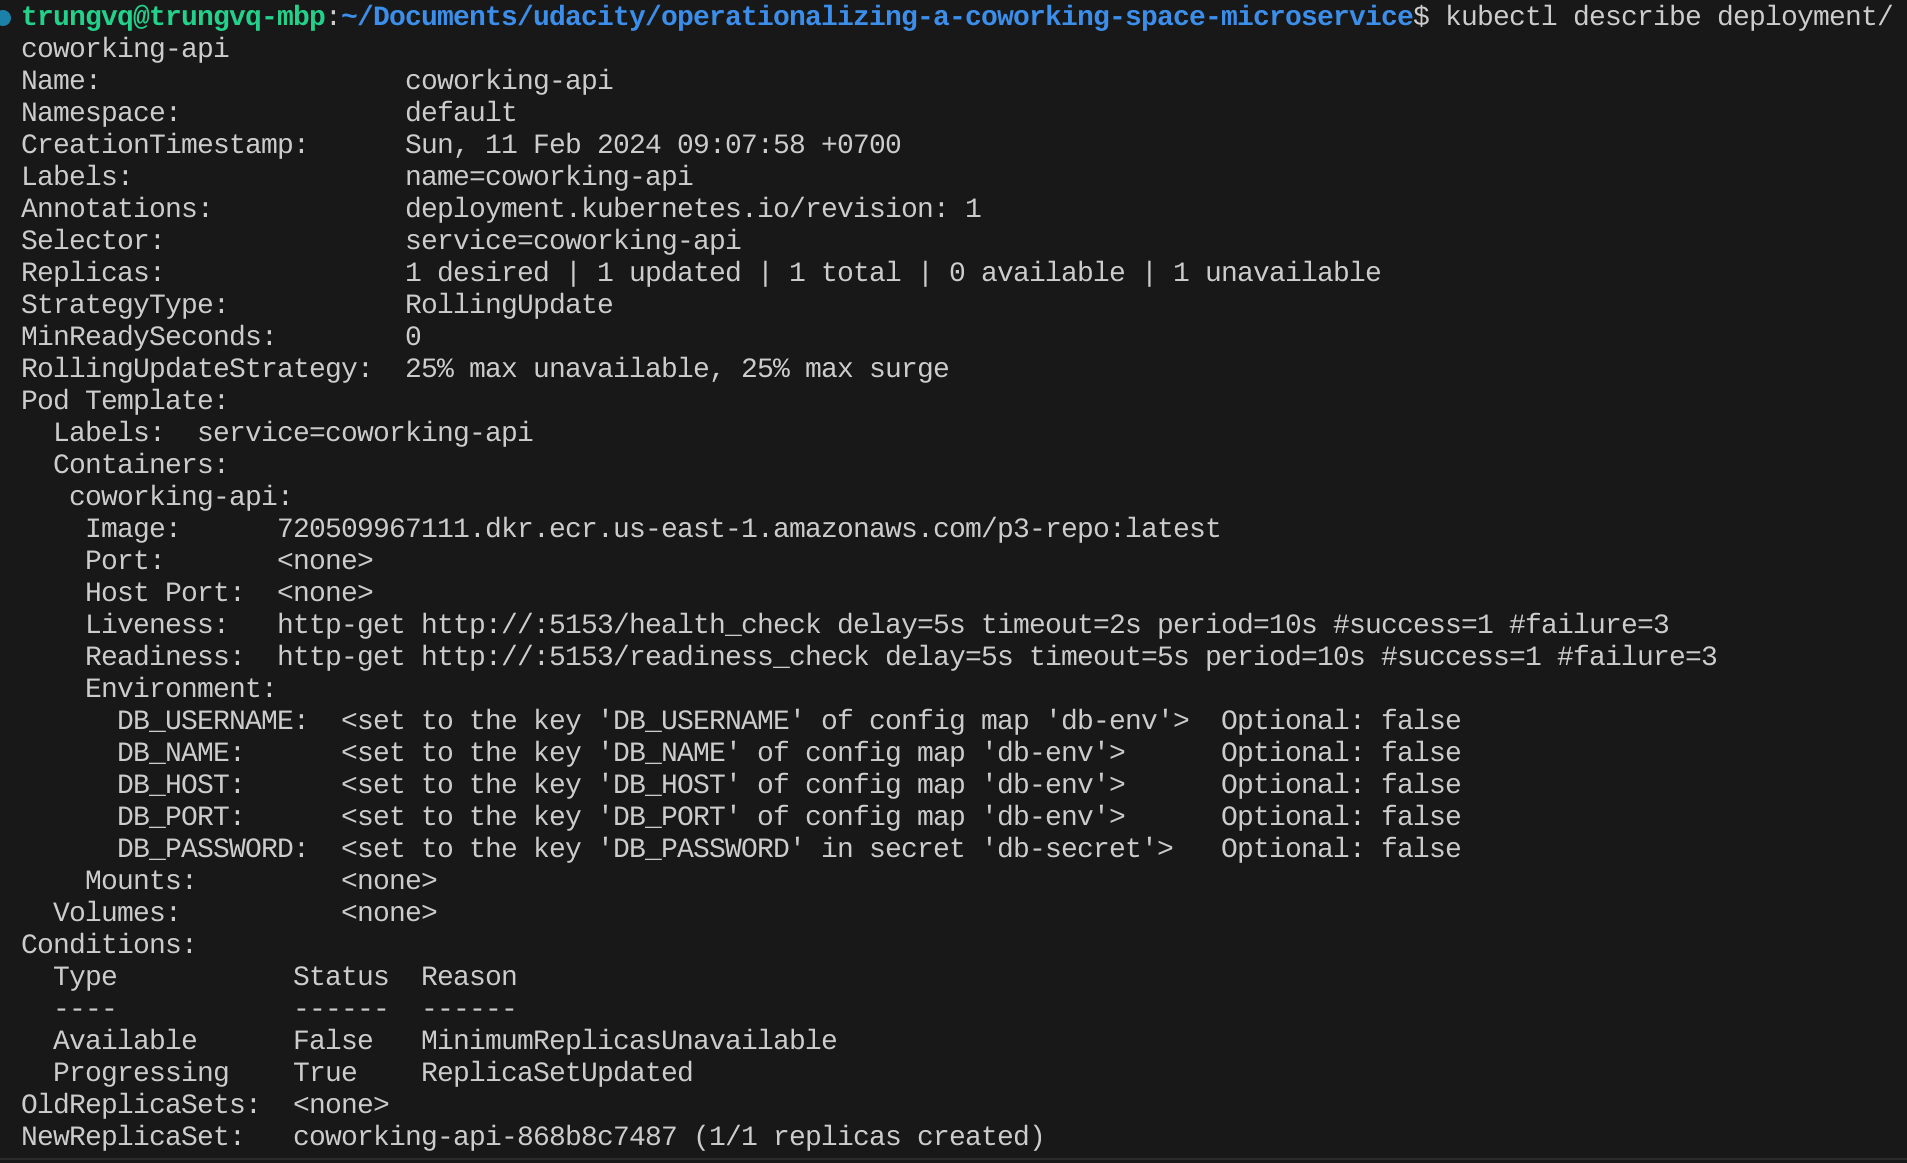 trungvq@trungvq-mbp:~/Documents/udacity/operationalizing-a-coworking-space-microservice$ kubectl describe deployment/
coworking-api
Name:                   coworking-api
Namespace:              default
CreationTimestamp:      Sun, 11 Feb 2024 09:07:58 +0700
Labels:                 name=coworking-api
Annotations:            deployment.kubernetes.io/revision: 1
Selector:               service=coworking-api
Replicas:               1 desired | 1 updated | 1 total | 0 available | 1 unavailable
StrategyType:           RollingUpdate
MinReadySeconds:        0
RollingUpdateStrategy:  25% max unavailable, 25% max surge
Pod Template:
  Labels:  service=coworking-api
  Containers:
   coworking-api:
    Image:      720509967111.dkr.ecr.us-east-1.amazonaws.com/p3-repo:latest
    Port:       <none>
    Host Port:  <none>
    Liveness:   http-get http://:5153/health_check delay=5s timeout=2s period=10s #success=1 #failure=3
    Readiness:  http-get http://:5153/readiness_check delay=5s timeout=5s period=10s #success=1 #failure=3
    Environment:
      DB_USERNAME:  <set to the key 'DB_USERNAME' of config map 'db-env'>  Optional: false
      DB_NAME:      <set to the key 'DB_NAME' of config map 'db-env'>      Optional: false
      DB_HOST:      <set to the key 'DB_HOST' of config map 'db-env'>      Optional: false
      DB_PORT:      <set to the key 'DB_PORT' of config map 'db-env'>      Optional: false
      DB_PASSWORD:  <set to the key 'DB_PASSWORD' in secret 'db-secret'>   Optional: false
    Mounts:         <none>
  Volumes:          <none>
Conditions:
  Type           Status  Reason
  ----           ------  ------
  Available      False   MinimumReplicasUnavailable
  Progressing    True    ReplicaSetUpdated
OldReplicaSets:  <none>
NewReplicaSet:   coworking-api-868b8c7487 (1/1 replicas created)